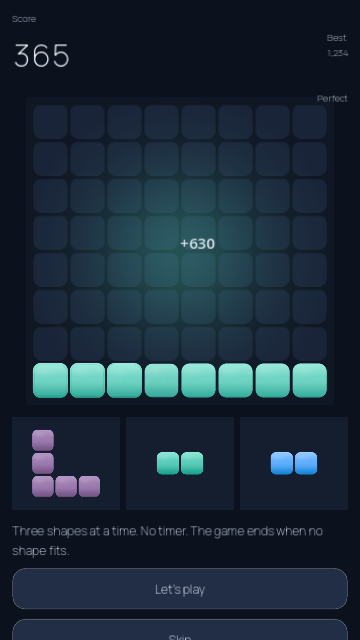 Score
365
Best
1,234
Perfect
+630
Three shapes at a time. No timer. The game ends when no
shape fits.
Let's play
Skip